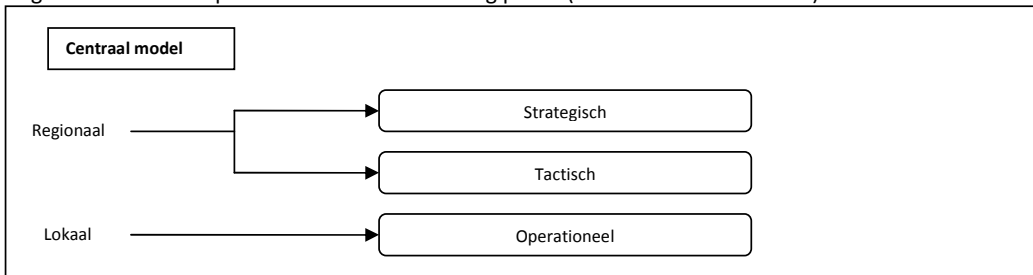 Centraal model
Strategisch
Regionaal
Tactisch
Lokaal
Operationeel